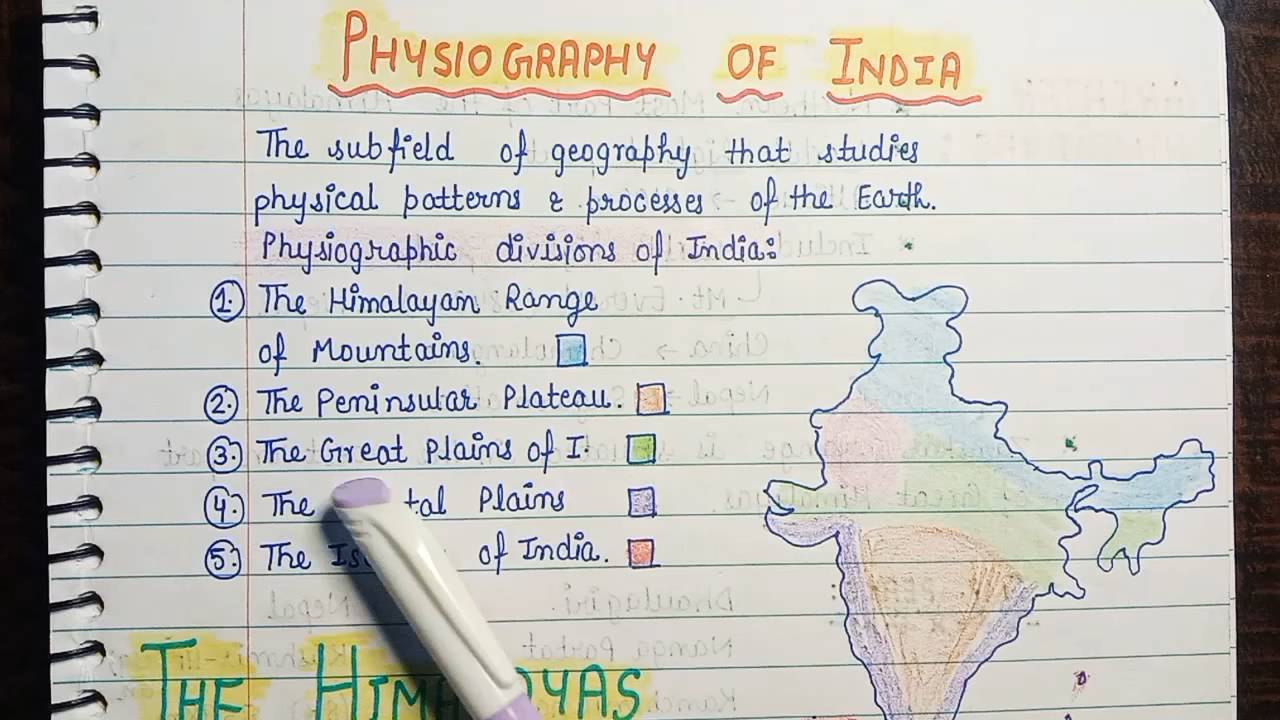 PHYSIOGRAPHY OF INDIA
The subfield of geography that studies
physical patterns & processes of the Earth.
Physiographic divisions of India:
1. The Himalayan Range
of Mountains.
2. The Peninsular Plateau.
3. The Great Plains of I.
4. The tal Plains
5. The Is of India.
THE HIM YAS